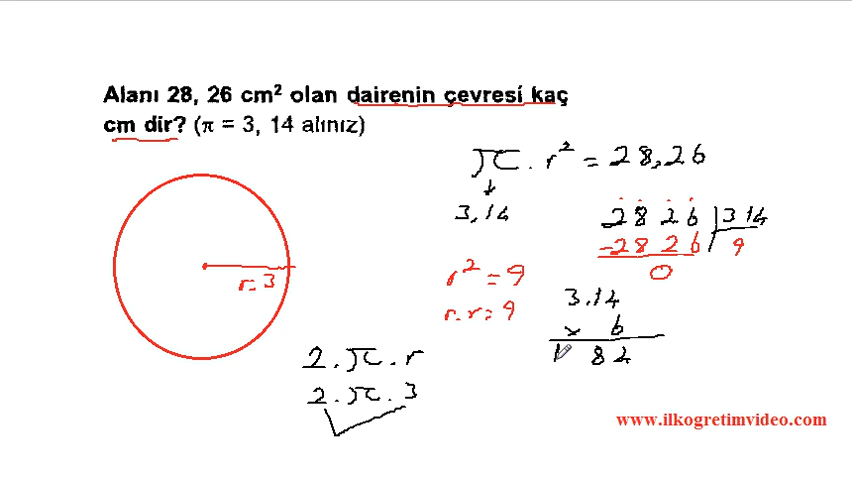 Alanı 28, 26 cm² olan dairenin çevresi kaç
cm dir? (π = 3, 14 alınız)
π . r² = 28,26
3,14
2826 | 314
-2826 | 9
0
r = 3
r² = 9
r.r = 9
3.14
x 6
84
2.π.r
2.π.3
www.ilkogretimvideo.com